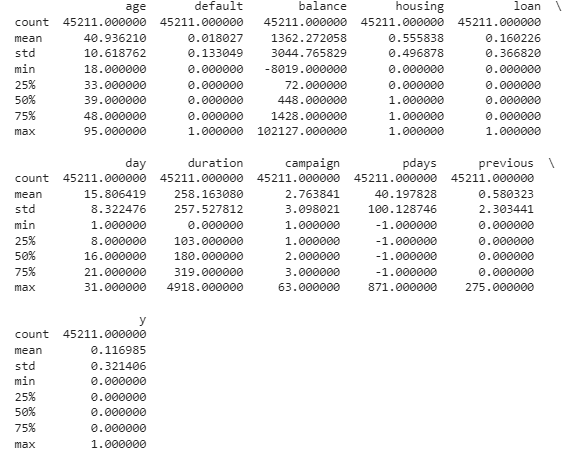 age default balance housing loan \
count 45211.000000 45211.000000 45211.000000 45211.000000 45211.000000
mean 40.936210 0.018027 1362.272058 0.555838 0.160226
std 10.618762 0.133049 3044.765829 0.496878 0.366820
min 18.000000 0.000000 -8019.000000 0.000000 0.000000
25% 33.000000 0.000000 72.000000 0.000000 0.000000
50% 39.000000 0.000000 448.000000 1.000000 0.000000
75% 48.000000 0.000000 1428.000000 1.000000 0.000000
max 95.000000 1.000000 102127.000000 1.000000 1.000000
day duration campaign pdays previous \
count 45211.000000 45211.000000 45211.000000 45211.000000 45211.000000
mean 15.806419 258.163080 2.763841 40.197828 0.580323
std 8.322476 257.527812 3.098021 100.128746 2.303441
min 1.000000 0.000000 1.000000 -1.000000 0.000000
25% 8.000000 103.000000 1.000000 -1.000000 0.000000
50% 16.000000 180.000000 2.000000 -1.000000 0.000000
75% 21.000000 319.000000 3.000000 -1.000000 0.000000
max 31.000000 4918.000000 63.000000 871.000000 275.000000
y
count 45211.000000
mean 0.116985
std 0.321406
min 0.000000
25% 0.000000
50% 0.000000
75% 0.000000
max 1.000000